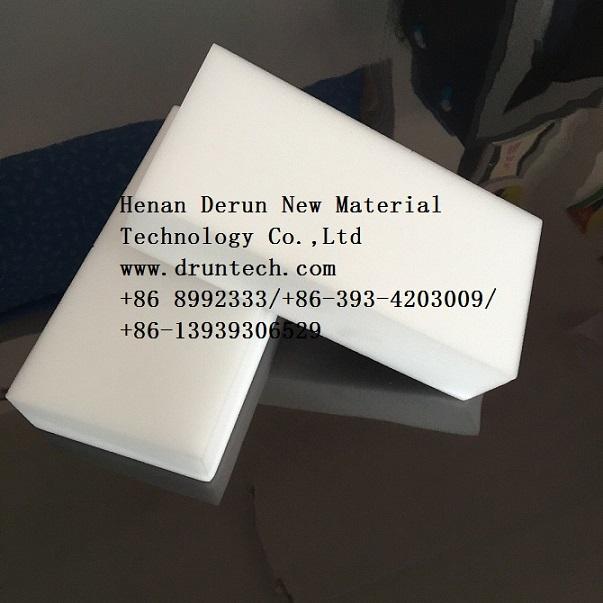 Henan Derun New Material
Technology Co.,Ltd
www.druntech.com
+86 8992333/+86-393-4203009/
+86-13939306529